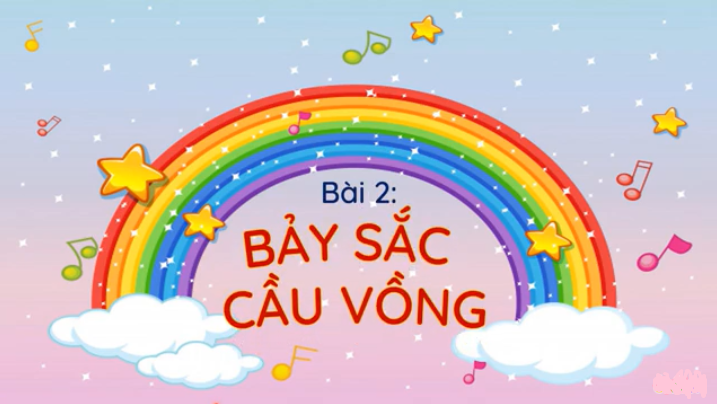 Bài 2:
BẢY SẮC
CẦU VỒNG